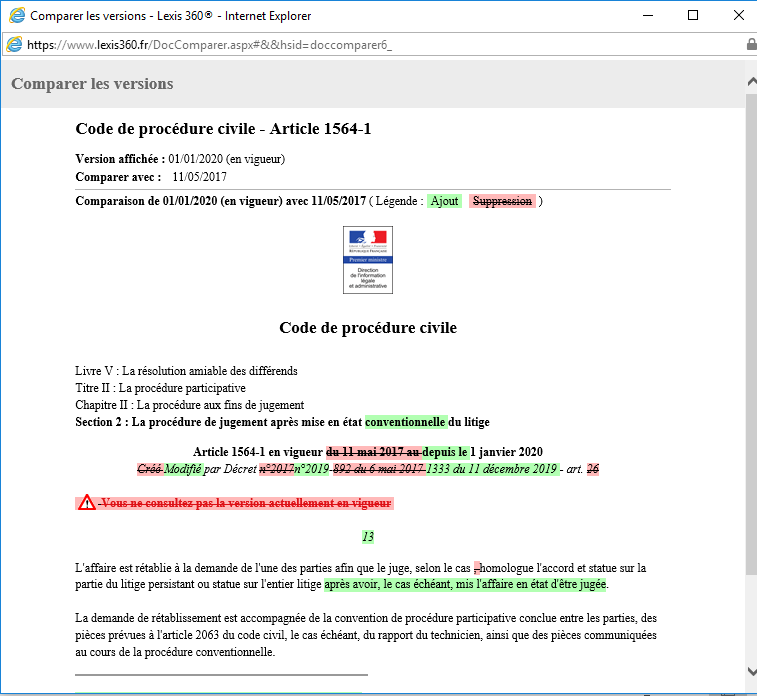 Comparer les versions - Lexis 360® - Internet Explorer
https://www.lexis360.fr/DocComparer.aspx#&&hsid=doccomparer6_
Comparer les versions
Code de procédure civile - Article 1564-1
Version affichée : 01/01/2020 (en vigueur)
Comparer avec : 11/05/2017
Comparaison de 01/01/2020 (en vigueur) avec 11/05/2017 ( Légende : Ajout Suppression )
Liberté • Égalité • Fraternité
RÉPUBLIQUE FRANÇAISE
Premier ministre
Direction
de l'information
légale
et administrative
Code de procédure civile
Livre V : La résolution amiable des différends
Titre II : La procédure participative
Chapitre II : La procédure aux fins de jugement
Section 2 : La procédure de jugement après mise en état conventionnelle du litige
Article 1564-1 en vigueur du 11 mai 2017 au depuis le 1 janvier 2020
Créé Modifié par Décret n°2017n°2019-892 du 6 mai 2017 1333 du 11 décembre 2019 - art. 26
- Vous ne consultez pas la version actuellement en vigueur
13
L'affaire est rétablie à la demande de l'une des parties afin que le juge, selon le cas , homologue l'accord et statue sur la
partie du litige persistant ou statue sur l'entier litige après avoir, le cas échéant, mis l'affaire en état d'être jugée.
La demande de rétablissement est accompagnée de la convention de procédure participative conclue entre les parties, des
pièces prévues à l'article 2063 du code civil, le cas échéant, du rapport du technicien, ainsi que des pièces communiquées
au cours de la procédure conventionnelle.